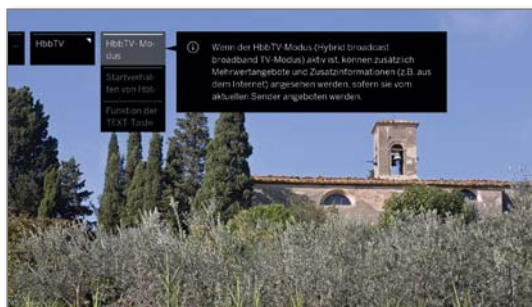 ...
HbbTV
HbbTV-Mo-
dus
Startverhal-
ten von Hbb
Funktion der
TEXT-Taste
Wenn der HbbTV-Modus (Hybrid broadcast
broadband TV-Modus) aktiv ist, können zusätzlich
Mehrwertangebote und Zusatzinformationen (z.B. aus
dem Internet) angesehen werden, sofern sie vom
aktuellen Sender angeboten werden.